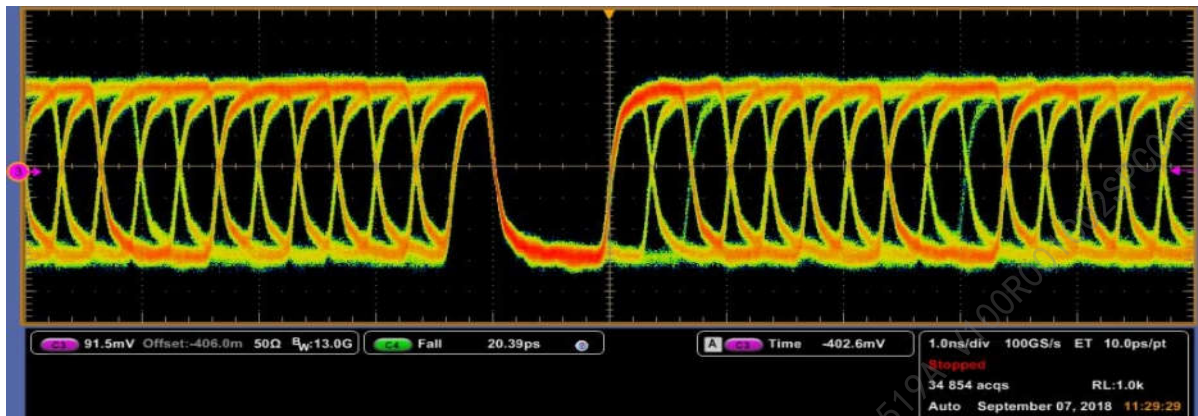 3
C3 91.5mV Offset:-406.0m 50Ω BW:13.0G
C4 Fall 20.39ps
A C3 Time -402.6mV
1.0ns/div 100GS/s ET 10.0ps/pt
Stopped
34 854 acqs RL:1.0k
Auto September 07, 2018 11:29:29